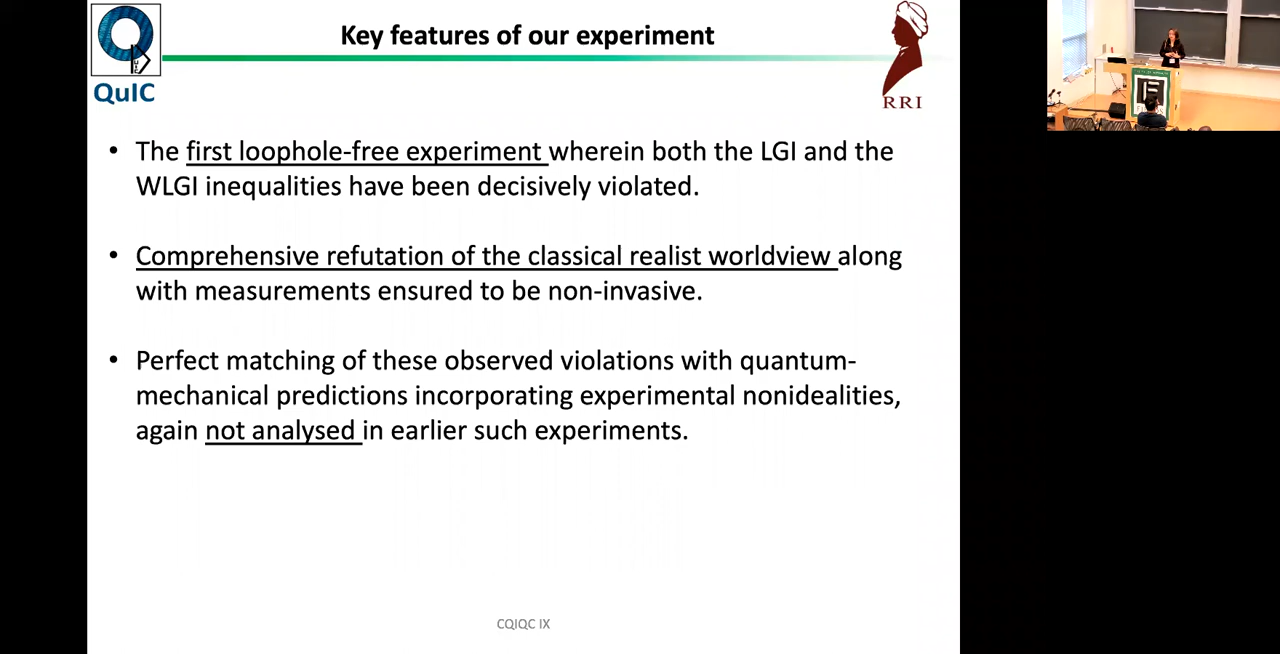 Key features of our experiment
QuIC
RRI
• The first loophole-free experiment wherein both the LGI and the
WLGI inequalities have been decisively violated.
• Comprehensive refutation of the classical realist worldview along
with measurements ensured to be non-invasive.
• Perfect matching of these observed violations with quantum-
mechanical predictions incorporating experimental nonidealities,
again not analysed in earlier such experiments.
CQIQC IX